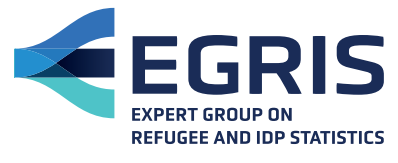 EGRIS
EXPERT GROUP ON
REFUGEE AND IDP STATISTICS